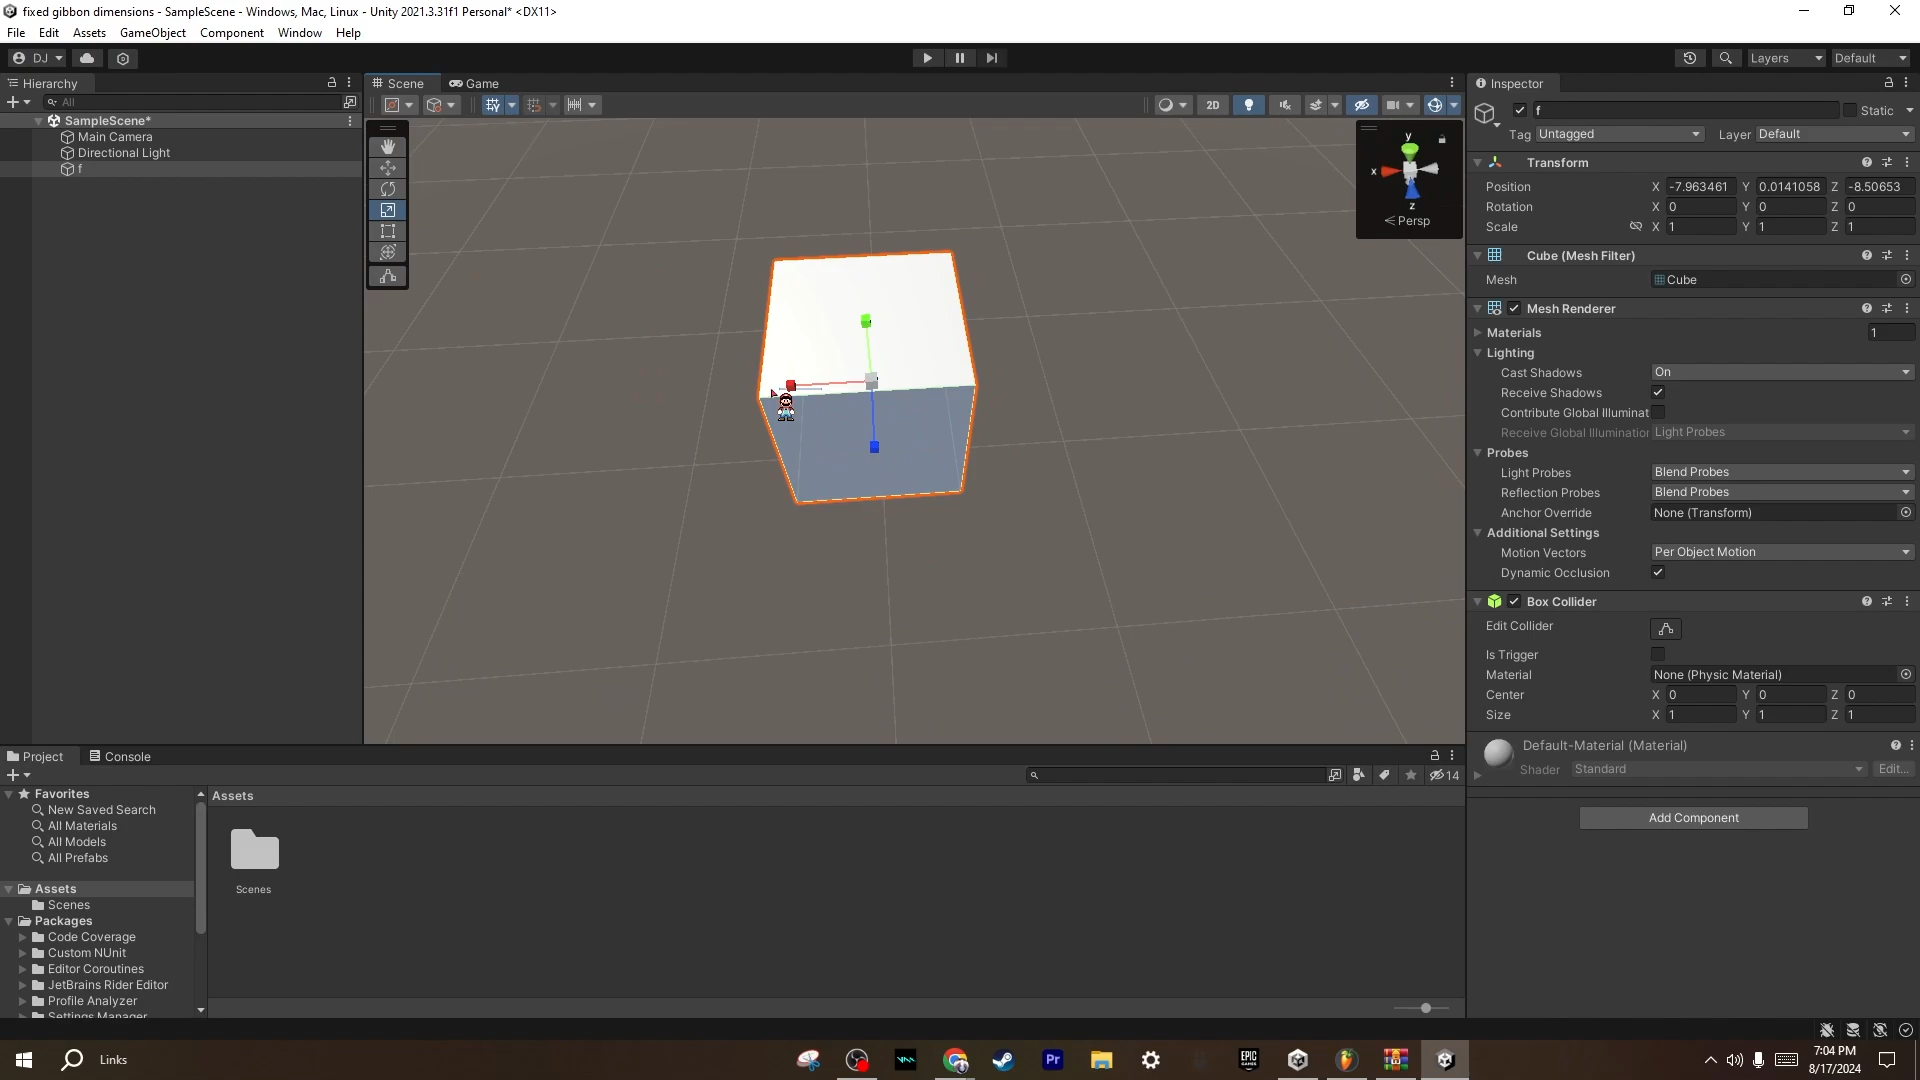 fixed gibbon dimensions - SampleScene - Windows, Mac, Linux - Unity 2021.3.31f1 Personal* <DX11>
File Edit Assets GameObject Component Window Help
DJ Layers Default
Hierarchy
All
SampleScene*
Main Camera
Directional Light
f
Scene Game
2D
y
x
z
Persp
Inspector
f Static
Tag Untagged Layer Default
Transform
Position X -7.963461 Y 0.0141058 Z -8.50653
Rotation X 0 Y 0 Z 0
Scale X 1 Y 1 Z 1
Cube (Mesh Filter)
Mesh Cube
Mesh Renderer
Materials 1
Lighting
Cast Shadows On
Receive Shadows
Contribute Global Illuminat
Receive Global Illumination Light Probes
Probes
Light Probes Blend Probes
Reflection Probes Blend Probes
Anchor Override None (Transform)
Additional Settings
Motion Vectors Per Object Motion
Dynamic Occlusion
Box Collider
Edit Collider
Is Trigger
Material None (Physic Material)
Center X 0 Y 0 Z 0
Size X 1 Y 1 Z 1
Default-Material (Material)
Shader Standard Edit...
Add Component
Project Console
14
Favorites
New Saved Search
All Materials
All Models
All Prefabs
Assets
Scenes
Packages
Code Coverage
Custom NUnit
Editor Coroutines
JetBrains Rider Editor
Profile Analyzer
Settings Manager
Assets
Scenes
Links
Pr
EPIC GAMES
7:04 PM
8/17/2024